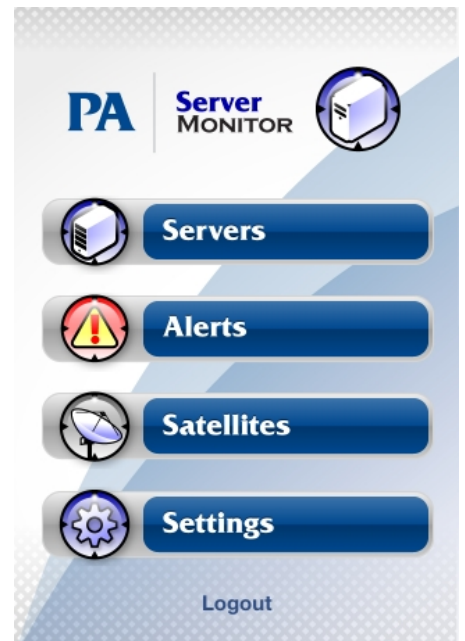 PA
Server
MONITOR
Servers
Alerts
Satellites
Settings
Logout